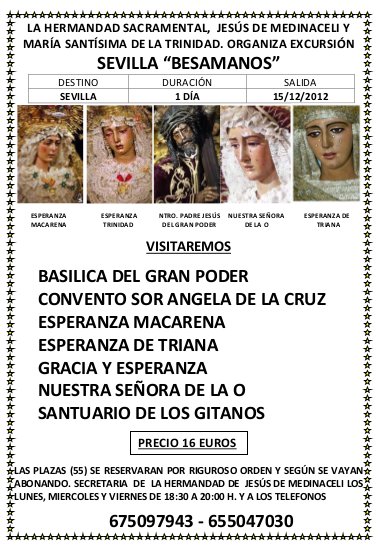 LA HERMANDAD SACRAMENTAL, JESÚS DE MEDINACELI Y
MARÍA SANTÍSIMA DE LA TRINIDAD. ORGANIZA EXCURSIÓN
SEVILLA “BESAMANOS”
DESTINO DURACIÓN SALIDA
SEVILLA 1 DÍA 15/12/2012
ESPERANZA MACARENA
ESPERANZA TRINIDAD
NTRO. PADRE JESÚS DEL GRAN PODER
NUESTRA SEÑORA DE LA O
ESPERANZA DE TRIANA
VISITAREMOS
BASILICA DEL GRAN PODER
CONVENTO SOR ANGELA DE LA CRUZ
ESPERANZA MACARENA
ESPERANZA DE TRIANA
GRACIA Y ESPERANZA
NUESTRA SEÑORA DE LA O
SANTUARIO DE LOS GITANOS
PRECIO 16 EUROS
LAS PLAZAS (55) SE RESERVARAN POR RIGUROSO ORDEN Y SEGÚN SE VAYAN
ABONANDO. SECRETARIA DE LA HERMANDAD DE JESÚS DE MEDINACELI LOS
LUNES, MIERCOLES Y VIERNES DE 18:30 A 20:00 H. Y A LOS TELEFONOS
675097943 - 655047030